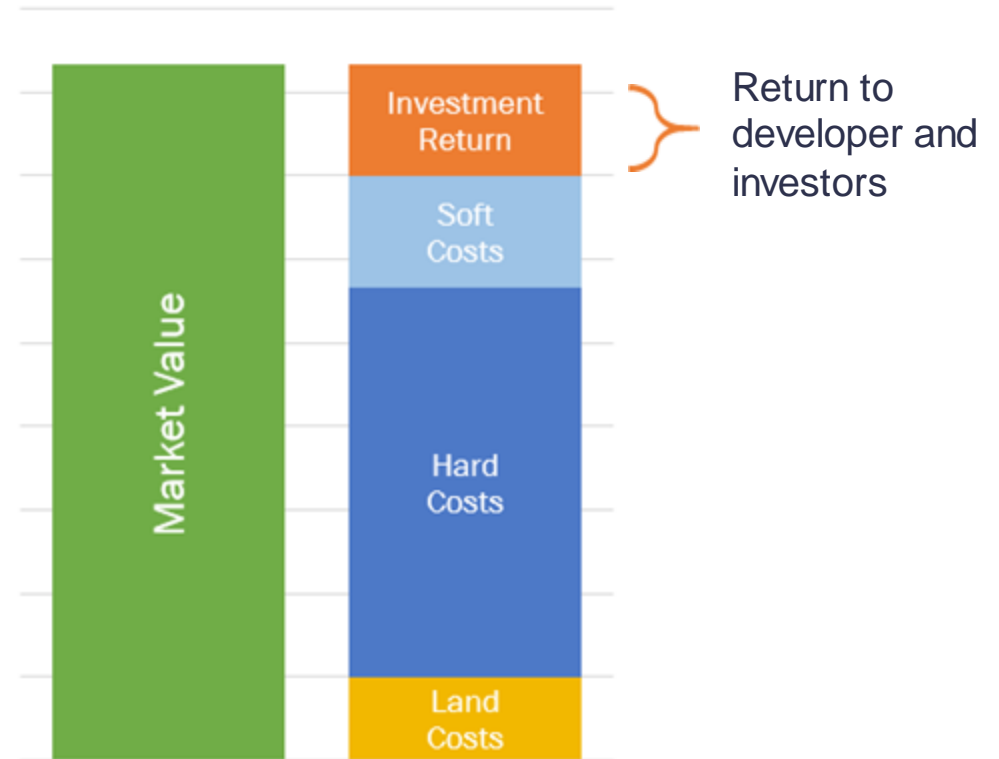 Market Value
Investment
Return
Soft
Costs
Hard
Costs
Land
Costs
Return to
developer and
investors